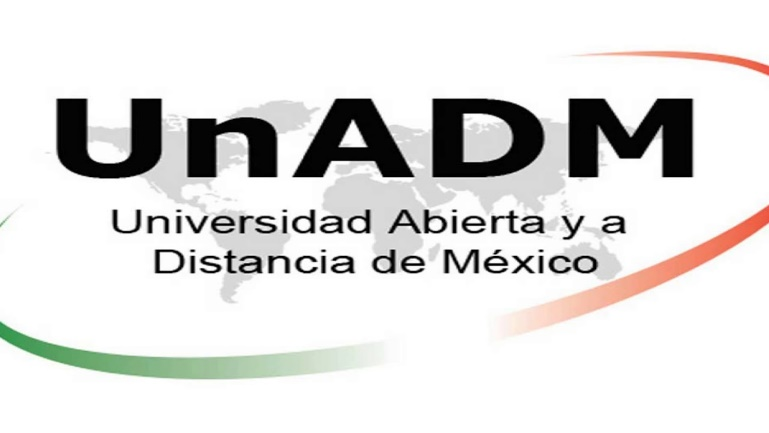 UnADM
Universidad Abierta y a
Distancia de México